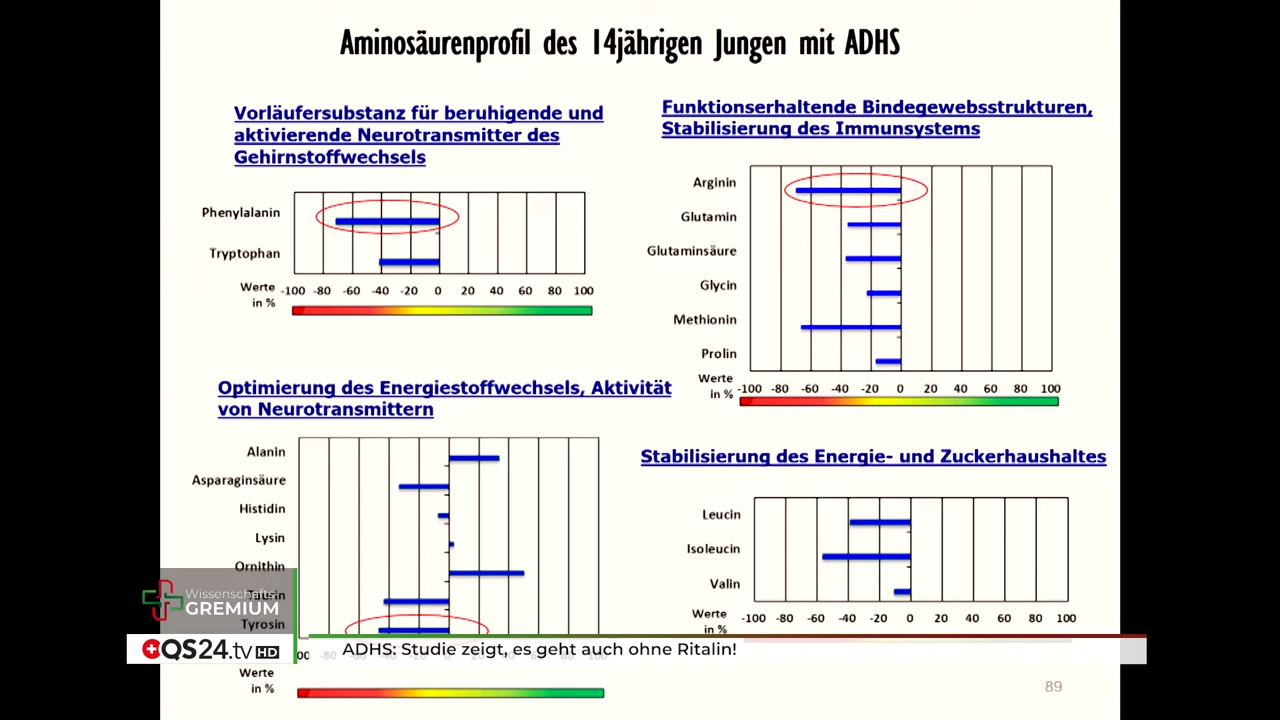 Aminosäurenprofil des 14jährigen Jungen mit ADHS
Vorläufersubstanz für beruhigende und
aktivierende Neurotransmitter des
Gehirnstoffwechsels
Phenylalanin
Tryptophan
Werte
in %
-100 -80 -60 -40 -20 0 20 40 60 80 100
Funktionserhaltende Bindegewebsstrukturen,
Stabilisierung des Immunsystems
Arginin
Glutamin
Glutaminsäure
Glycin
Methionin
Prolin
Werte
in %
-100 -80 -60 -40 -20 0 20 40 60 80 100
Optimierung des Energiestoffwechsels, Aktivität
von Neurotransmittern
Alanin
Asparaginsäure
Histidin
Lysin
Ornithin
Tyrosin
Werte
in %
Stabilisierung des Energie- und Zuckerhaushaltes
Leucin
Isoleucin
Valin
Werte
in %
-100 -80 -60 -40 -20 0 20 40 60 80 100
Wissenschafts
GREMIUM
QS24.tv HD
ADHS: Studie zeigt, es geht auch ohne Ritalin!
89